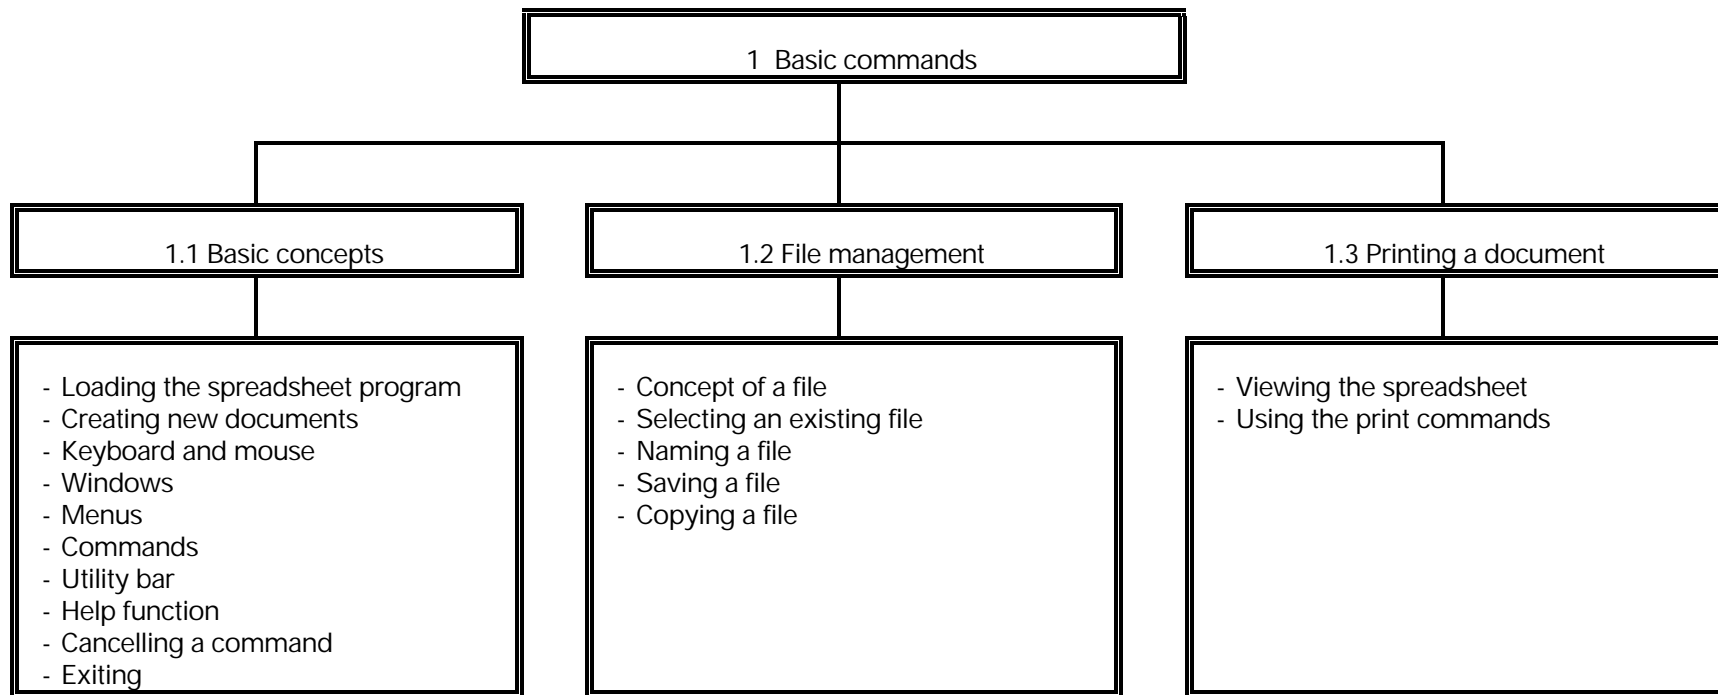 1 Basic commands
1.1 Basic concepts
1.2 File management
1.3 Printing a document
- Loading the spreadsheet program
- Creating new documents
- Keyboard and mouse
- Windows
- Menus
- Commands
- Utility bar
- Help function
- Cancelling a command
- Exiting
- Concept of a file
- Selecting an existing file
- Naming a file
- Saving a file
- Copying a file
- Viewing the spreadsheet
- Using the print commands